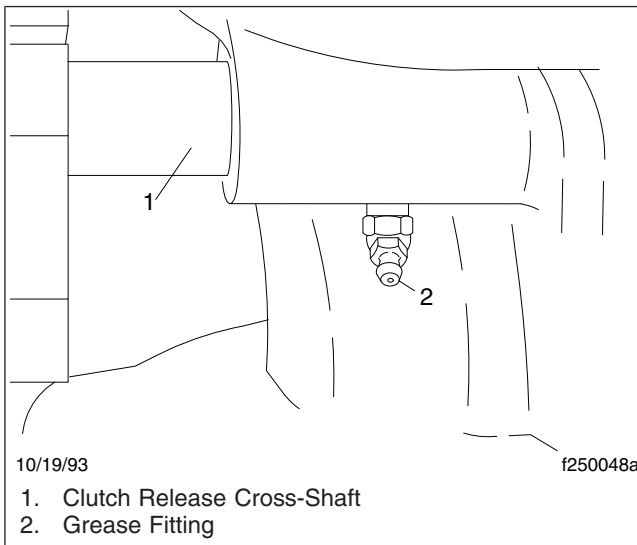 1
2
10/19/93
f250048a
1. Clutch Release Cross-Shaft
2. Grease Fitting